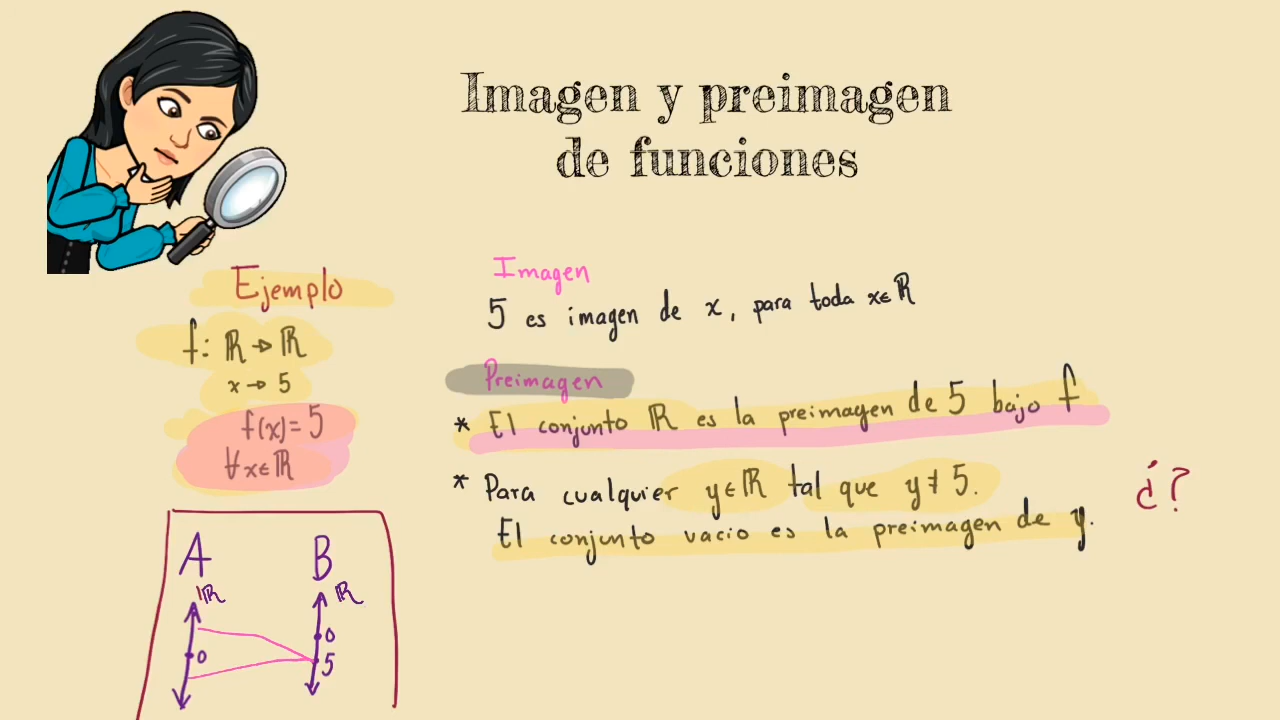 Imagen y preimagen
de funciones
Ejemplo
f: ℝ → ℝ
x → 5
f(x) = 5
∀ x ∈ ℝ
Imagen
5 es imagen de x, para toda x ∈ ℝ
Preimagen
* El conjunto ℝ es la preimagen de 5 bajo f
* Para cualquier y ∈ ℝ tal que y ≠ 5.
El conjunto vacio es la preimagen de y.
¿?
A B
ℝ ℝ
0
0 5